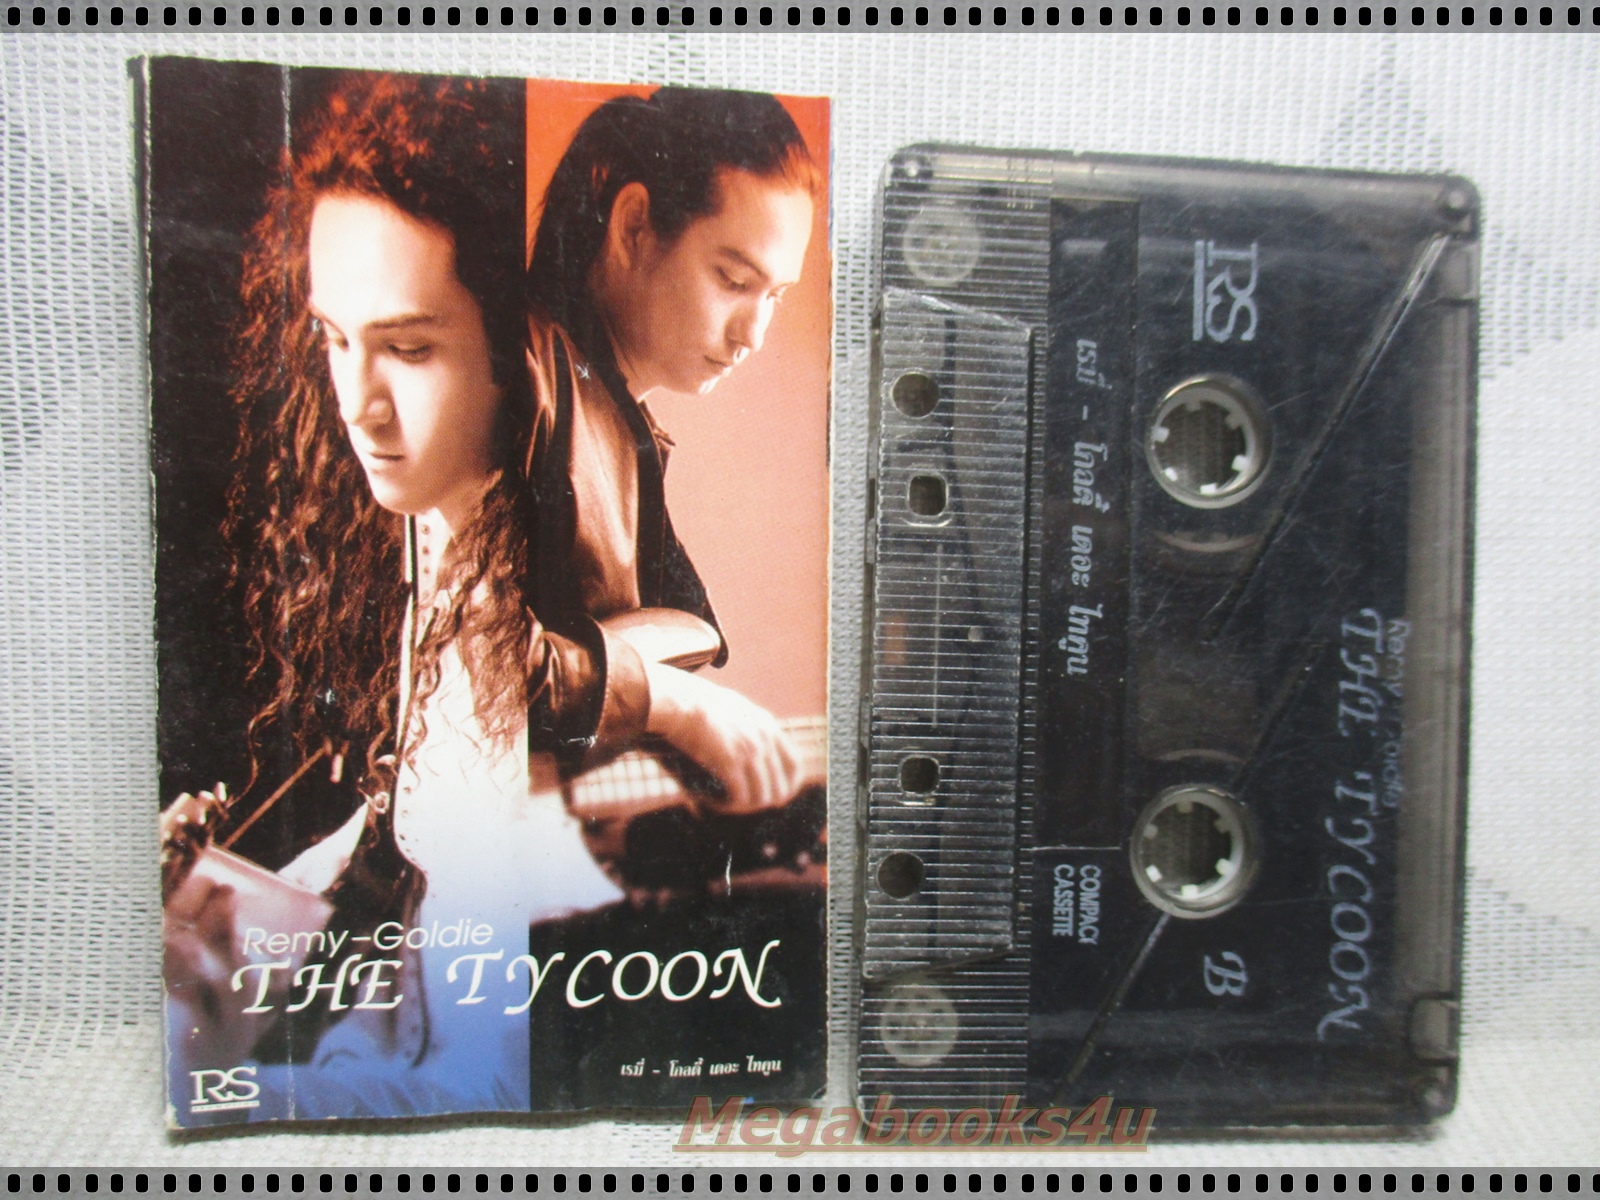 Remy-Goldie
THE TYCOON
เรมี่ - โกลดี้ เดอะ ไทคูน
RS
RS
เรมี่ - โกลดี้ เดอะ ไทคูน
COMPACT
CASSETTE
B
THE TYCOON
Megabooks4u